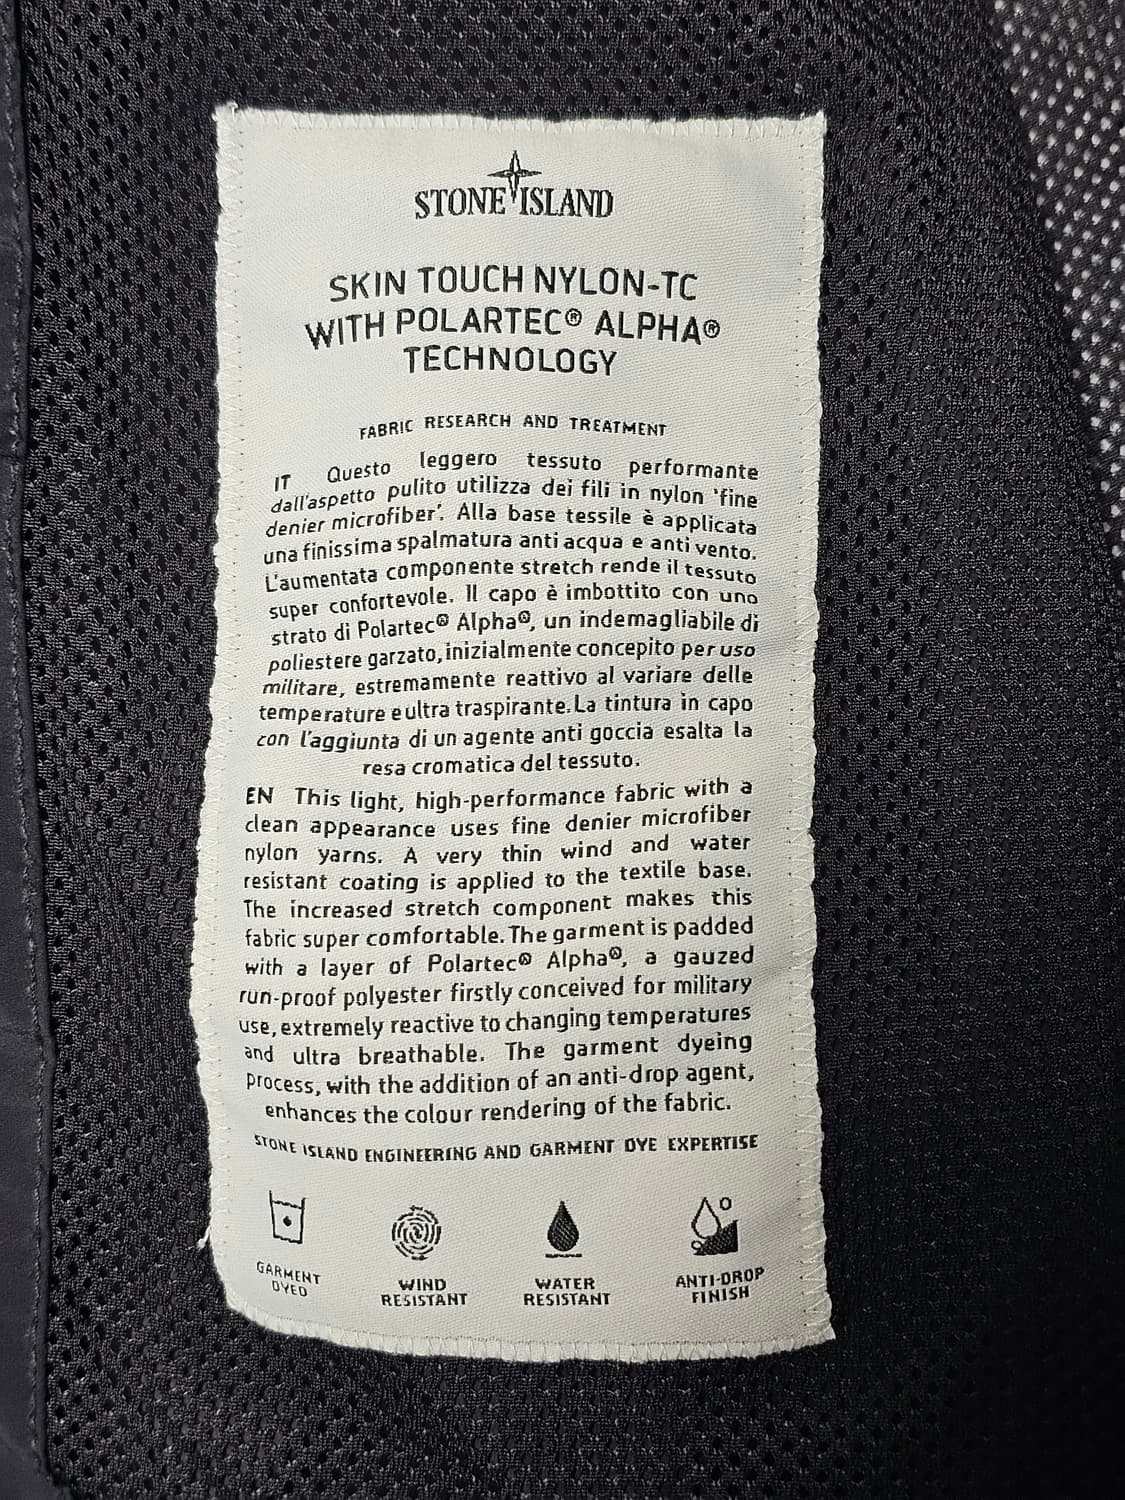 STONE ISLAND
SKIN TOUCH NYLON-TC
WITH POLARTEC® ALPHA®
TECHNOLOGY
FABRIC RESEARCH AND TREATMENT
IT Questo leggero tessuto performante
dall'aspetto pulito utilizza dei fili in nylon 'fine
denier microfiber'. Alla base tessile è applicata
una finissima spalmatura anti acqua e anti vento.
L'aumentata componente stretch rende il tessuto
super confortevole. Il capo è imbottito con uno
strato di Polartec® Alpha®, un indemagliabile di
poliestere garzato, inizialmente concepito per uso
militare, estremamente reattivo al variare delle
temperature e ultra traspirante. La tintura in capo
con l'aggiunta di un agente anti goccia esalta la
resa cromatica del tessuto.
EN This light, high-performance fabric with a
clean appearance uses fine denier microfiber
nylon yarns. A very thin wind and water
resistant coating is applied to the textile base.
The increased stretch component makes this
fabric super comfortable. The garment is padded
with a layer of Polartec® Alpha®, a gauzed
run-proof polyester firstly conceived for military
use, extremely reactive to changing temperatures
and ultra breathable. The garment dyeing
process, with the addition of an anti-drop agent,
enhances the colour rendering of the fabric.
STONE ISLAND ENGINEERING AND GARMENT DYE EXPERTISE
GARMENT
DYED
WIND
RESISTANT
WATER
RESISTANT
ANTI-DROP
FINISH